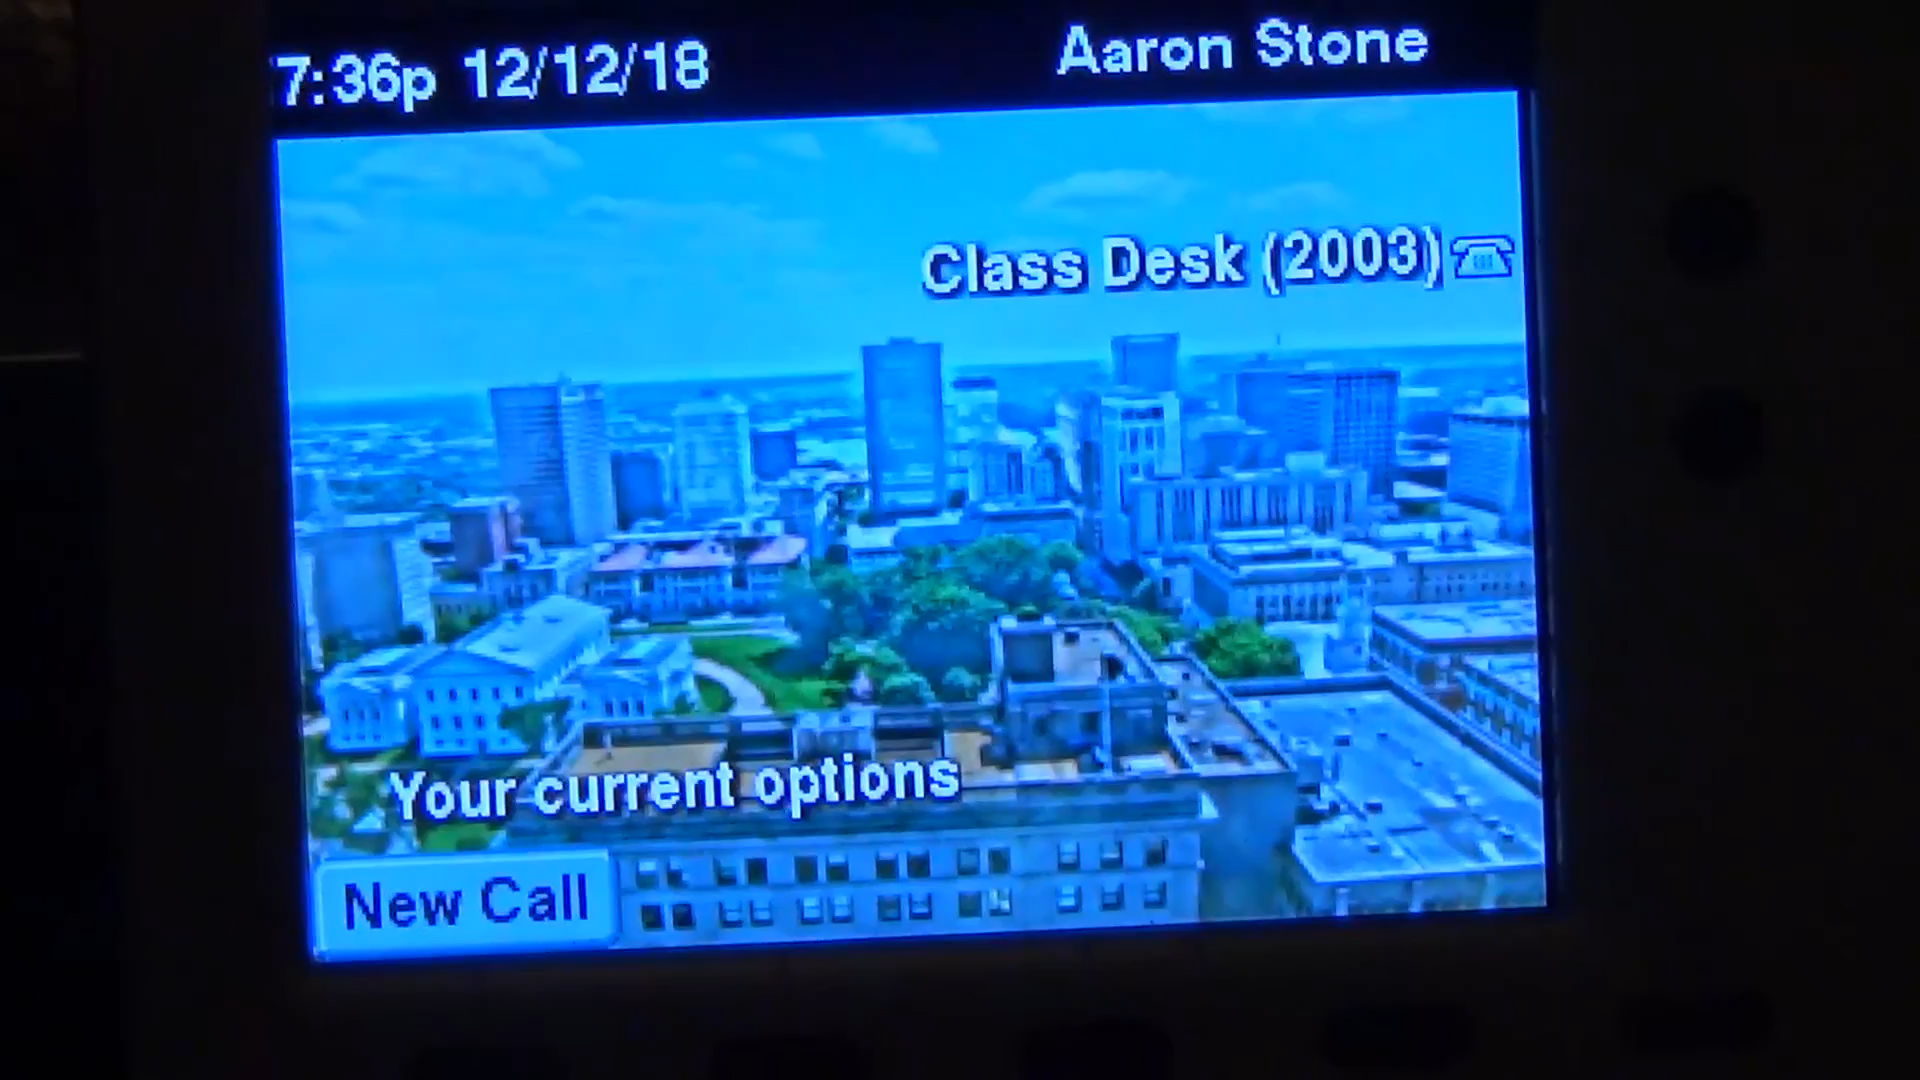 7:36p 12/12/18 Aaron Stone
Class Desk (2003)
Your current options
New Call